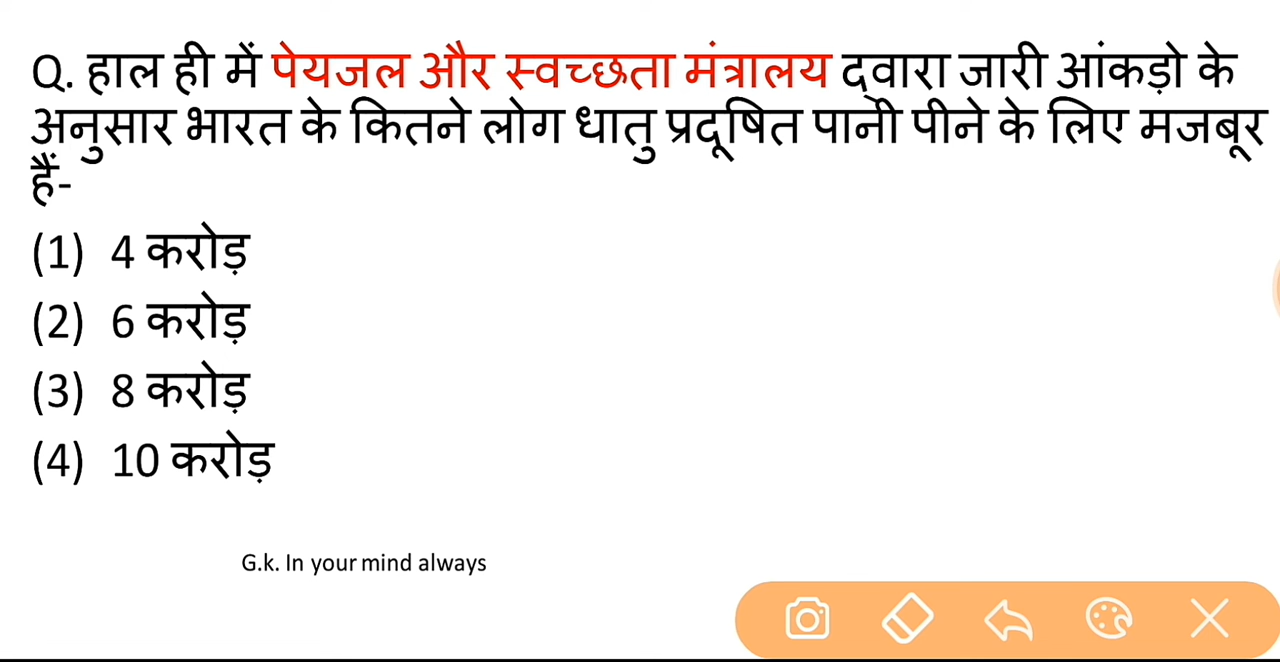 Q. हाल ही में पेयजल और स्वच्छता मंत्रालय द्वारा जारी आंकड़ो के
अनुसार भारत के कितने लोग धातु प्रदूषित पानी पीने के लिए मजबूर
हैं-
(1) 4 करोड़
(2) 6 करोड़
(3) 8 करोड़
(4) 10 करोड़
G.k. In your mind always